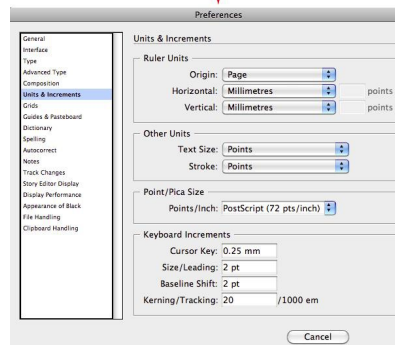 Preferences
General
Interface
Type
Advanced Type
Composition
Units & Increments
Grids
Guides & Pasteboard
Dictionary
Spelling
Autocorrect
Notes
Track Changes
Story Editor Display
Display Performance
Appearance of Black
File Handling
Clipboard Handling
Units & Increments
Ruler Units
Origin: Page
Horizontal: Millimetres points
Vertical: Millimetres points
Other Units
Text Size: Points
Stroke: Points
Point/Pica Size
Points/Inch: PostScript (72 pts/inch)
Keyboard Increments
Cursor Key: 0.25 mm
Size/Leading: 2 pt
Baseline Shift: 2 pt
Kerning/Tracking: 20 /1000 em
Cancel